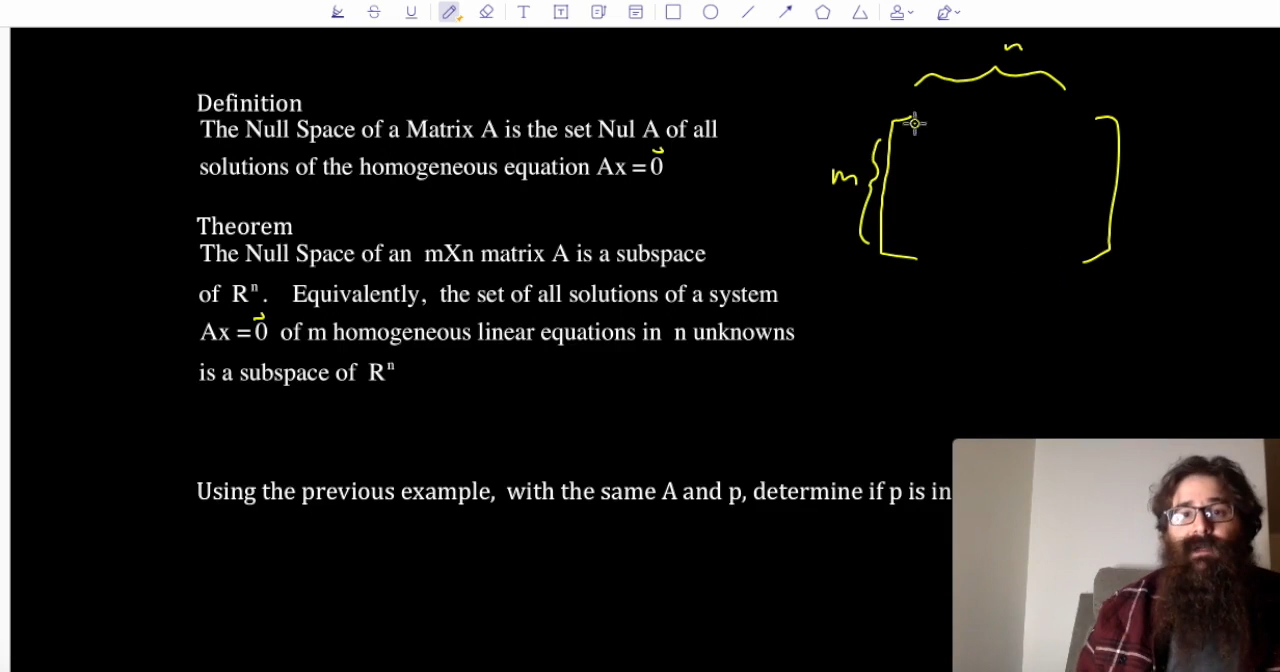 Definition
The Null Space of a Matrix A is the set Nul A of all
solutions of the homogeneous equation Ax = 0⃗
Theorem
The Null Space of an mXn matrix A is a subspace
of Rⁿ. Equivalently, the set of all solutions of a system
Ax = 0⃗ of m homogeneous linear equations in n unknowns
is a subspace of Rⁿ
Using the previous example, with the same A and p, determine if p is in
n
m